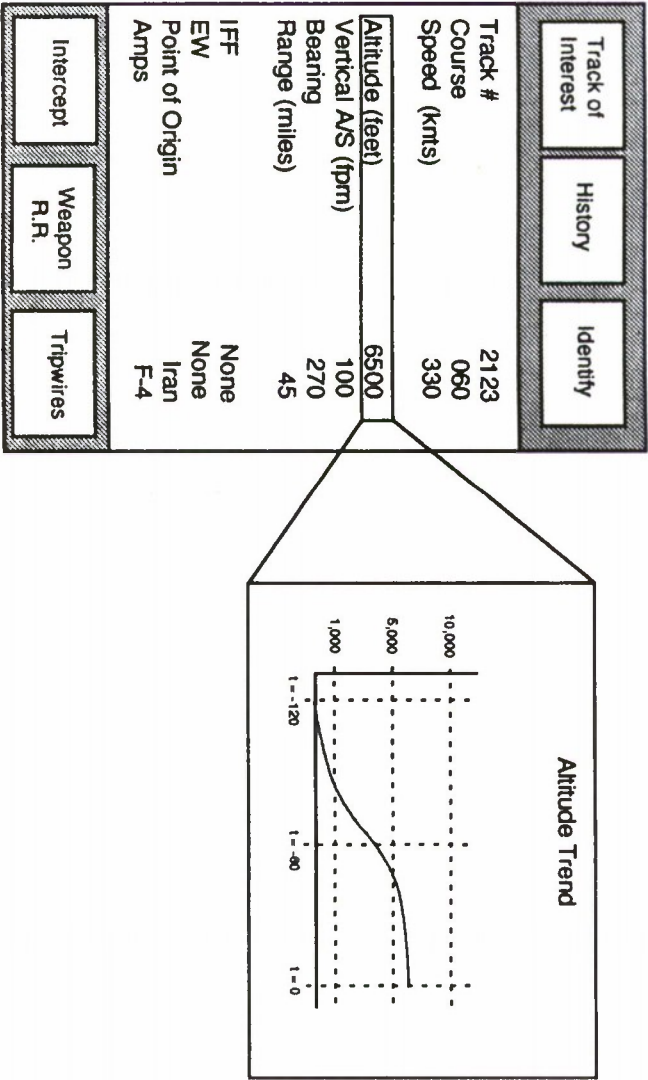 Track of
Interest
History
Identify
Track # 2123
Course 060
Speed (knts) 330
Altitude (feet) 6500
Vertical A/S (fpm) 100
Bearing 270
Range (miles) 45
IFF None
EW None
Point of Origin Iran
Amps F-4
Intercept
Weapon
R.R.
Tripwires
Altitude Trend
10,000
5,000
1,000
t = -120
t = -60
t = 0